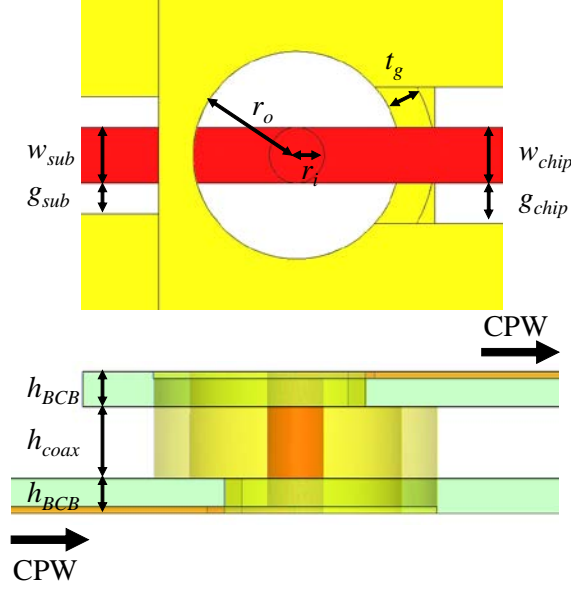 t_g
r_o
w_sub
r_i
w_chip
g_sub
g_chip
CPW
h_BCB
h_coax
h_BCB
CPW